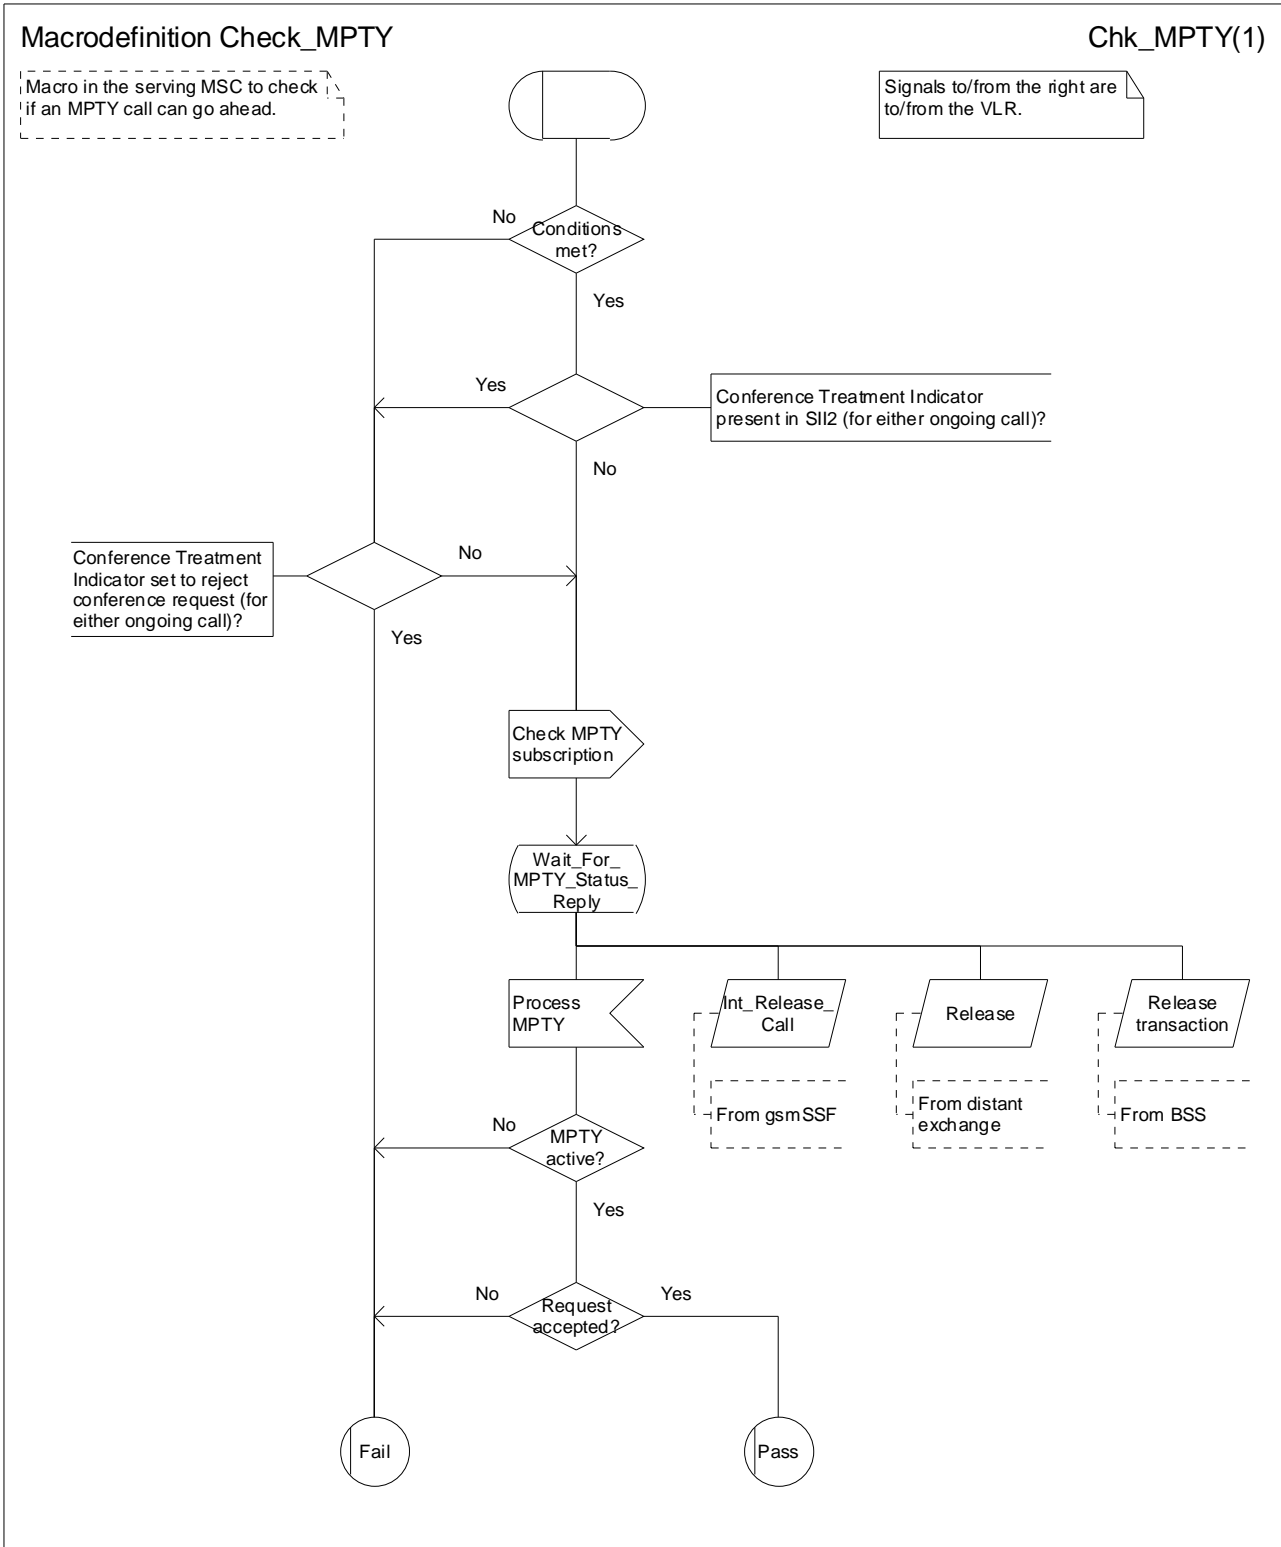 Macrodefinition Check_MPTY
Chk_MPTY(1)
Macro in the serving MSC to check
if an MPTY call can go ahead.
Signals to/from the right are
to/from the VLR.
No
Conditions
met?
Yes
Yes
Conference Treatment Indicator
present in SII2 (for either ongoing call)?
No
Conference Treatment
Indicator set to reject
conference request (for
either ongoing call)?
No
Yes
Check MPTY
subscription
Wait_For_
MPTY_Status_
Reply
Process
MPTY
Int_Release_
Call
Release
Release
transaction
From gsmSSF
From distant
exchange
From BSS
No
MPTY
active?
Yes
No
Request
accepted?
Yes
Fail
Pass